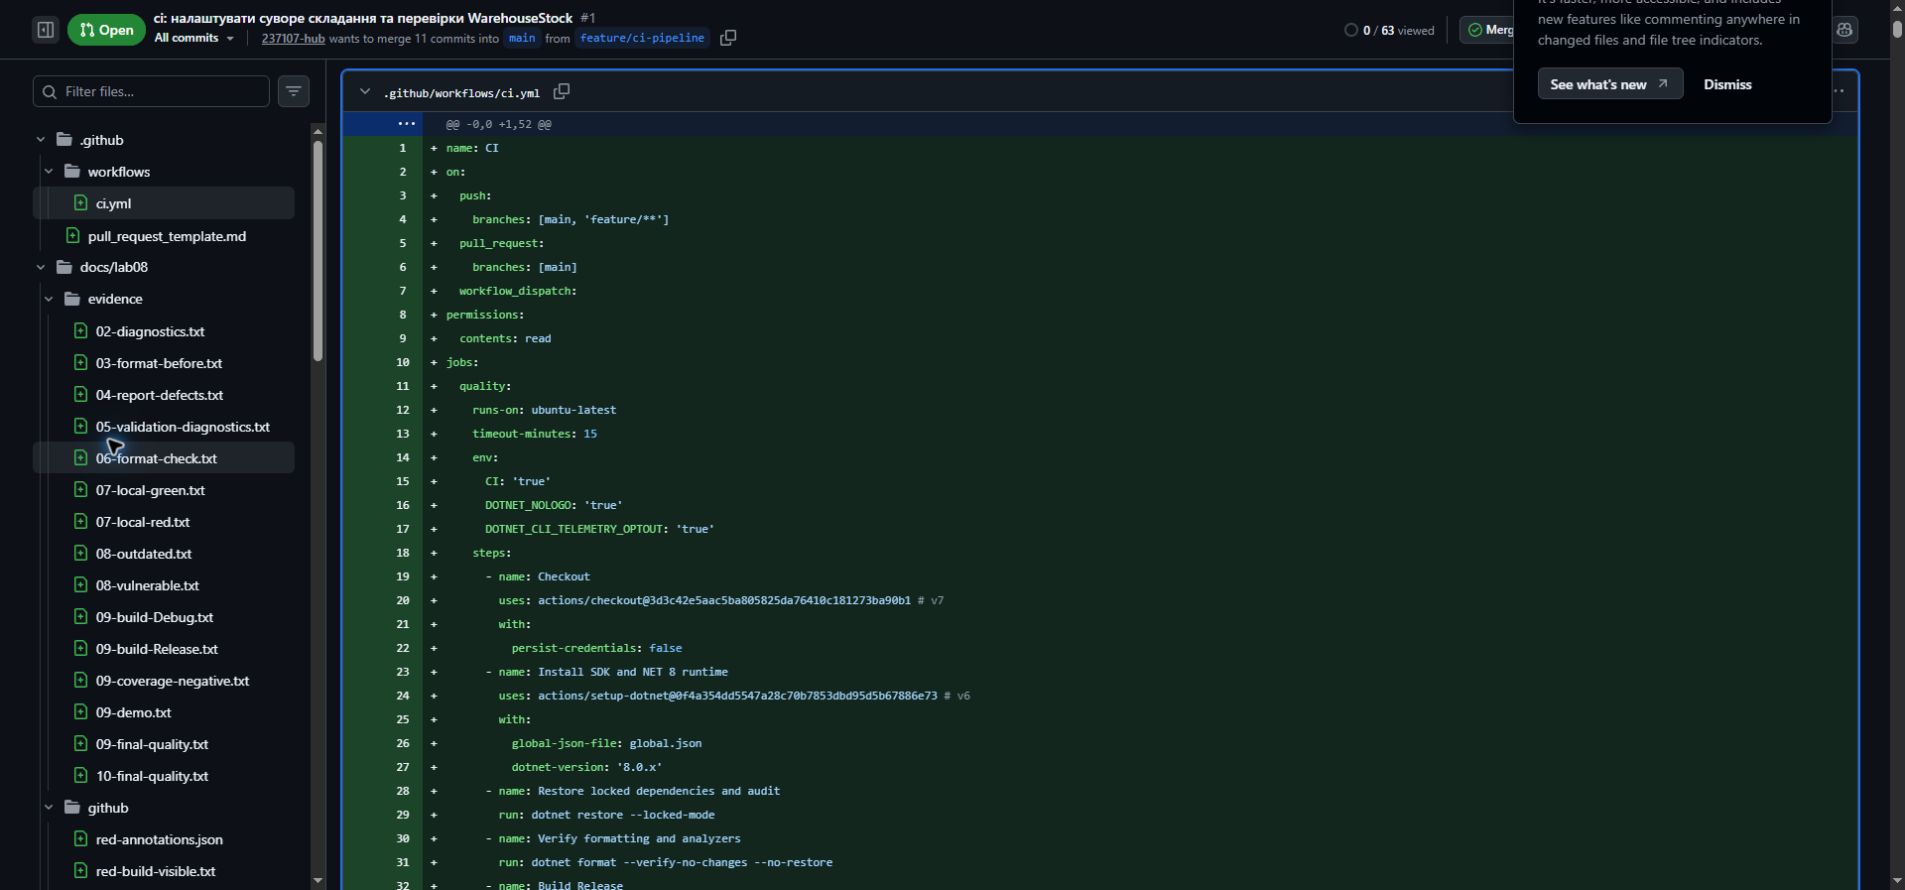 Open
ci: налаштувати суворе складання та перевірки WarehouseStock #1
All commits
237107-hub wants to merge 11 commits into main from feature/ci-pipeline
0 / 63 viewed
Merg
new features like commenting anywhere in
changed files and file tree indicators.
See what's new
Dismiss
Filter files...
.github
workflows
ci.yml
pull_request_template.md
docs/lab08
evidence
02-diagnostics.txt
03-format-before.txt
04-report-defects.txt
05-validation-diagnostics.txt
06-format-check.txt
07-local-green.txt
07-local-red.txt
08-outdated.txt
08-vulnerable.txt
09-build-Debug.txt
09-build-Release.txt
09-coverage-negative.txt
09-demo.txt
09-final-quality.txt
10-final-quality.txt
github
red-annotations.json
red-build-visible.txt
.github/workflows/ci.yml
@@ -0,0 +1,52 @@
1 + name: CI
2 + on:
3 + push:
4 + branches: [main, 'feature/**']
5 + pull_request:
6 + branches: [main]
7 + workflow_dispatch:
8 + permissions:
9 + contents: read
10 + jobs:
11 + quality:
12 + runs-on: ubuntu-latest
13 + timeout-minutes: 15
14 + env:
15 + CI: 'true'
16 + DOTNET_NOLOGO: 'true'
17 + DOTNET_CLI_TELEMETRY_OPTOUT: 'true'
18 + steps:
19 + - name: Checkout
20 + uses: actions/checkout@3d3c42e5aac5ba805825da76410c181273ba90b1 # v7
21 + with:
22 + persist-credentials: false
23 + - name: Install SDK and NET 8 runtime
24 + uses: actions/setup-dotnet@0f4a354dd5547a28c70b7853dbd95d5b67886e73 # v6
25 + with:
26 + global-json-file: global.json
27 + dotnet-version: '8.0.x'
28 + - name: Restore locked dependencies and audit
29 + run: dotnet restore --locked-mode
30 + - name: Verify formatting and analyzers
31 + run: dotnet format --verify-no-changes --no-restore
32 + - name: Build Release